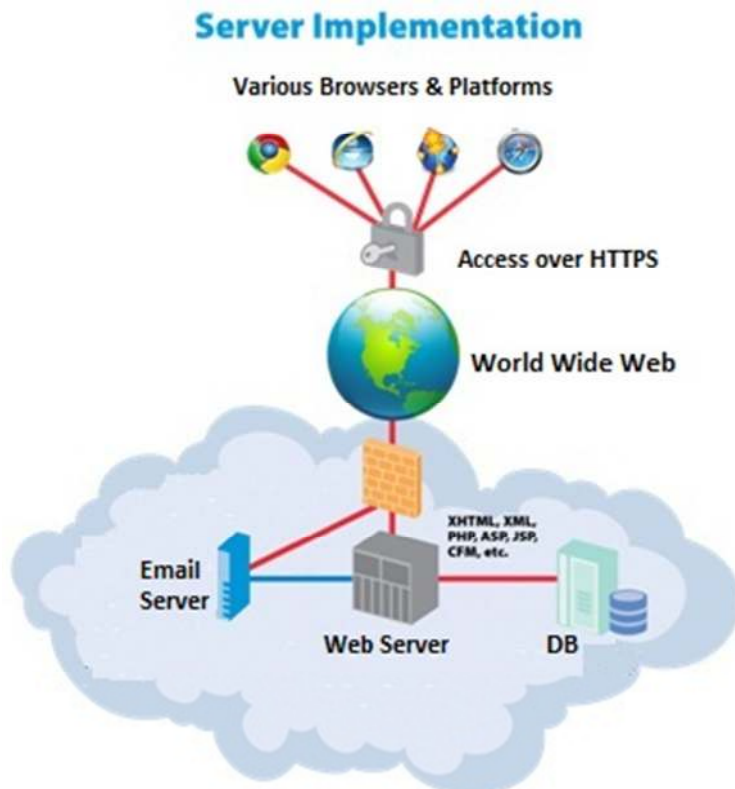 Server Implementation
Various Browsers & Platforms
Access over HTTPS
World Wide Web
XHTML, XML,
PHP, ASP, JSP,
CFM, etc.
Email
Server
Web Server
DB